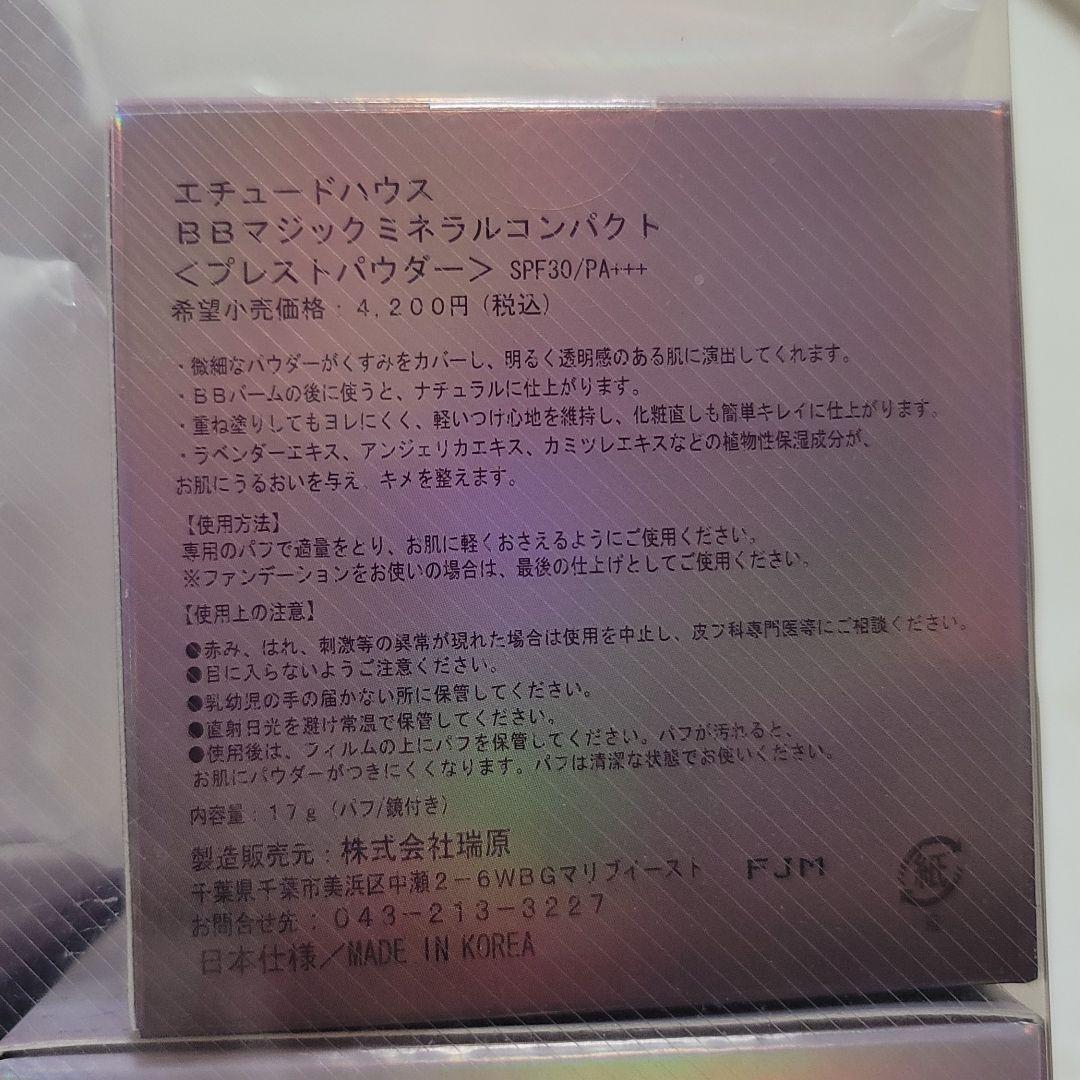 エチュードハウス
BBマジックミネラルコンパクト
＜プレストパウダー＞ SPF30/PA+++
希望小売価格：4,200円（税込）
・微細なパウダーがくすみをカバーし、明るく透明感のある肌に演出してくれます。
・BBバームの後に使うと、ナチュラルに仕上がります。
・重ね塗りしてもヨレにくく、軽いつけ心地を維持し、化粧直しも簡単キレイに仕上がります。
・ラベンダーエキス、アンジェリカエキス、カミツレエキスなどの植物性保湿成分が、
お肌にうるおいを与え、キメを整えます。
【使用方法】
専用のパフで適量をとり、お肌に軽くおさえるようにご使用ください。
※ファンデーションをお使いの場合は、最後の仕上げとしてご使用ください。
【使用上の注意】
●赤み、はれ、刺激等の異常が現れた場合は使用を中止し、皮フ科専門医等にご相談ください。
●目に入らないようご注意ください。
●乳幼児の手の届かない所に保管してください。
●直射日光を避け常温で保管してください。
●使用後は、フィルムの上にパフを保管してください。パフが汚れると、
お肌にパウダーがつきにくくなります。パフは清潔な状態でお使いください。
内容量：17g（パフ/鏡付き）
製造販売元：株式会社瑞原
千葉県千葉市美浜区中瀬2－6WBGマリブイースト
FJM
紙
お問合せ先：043－213－3227
日本仕様／MADE IN KOREA